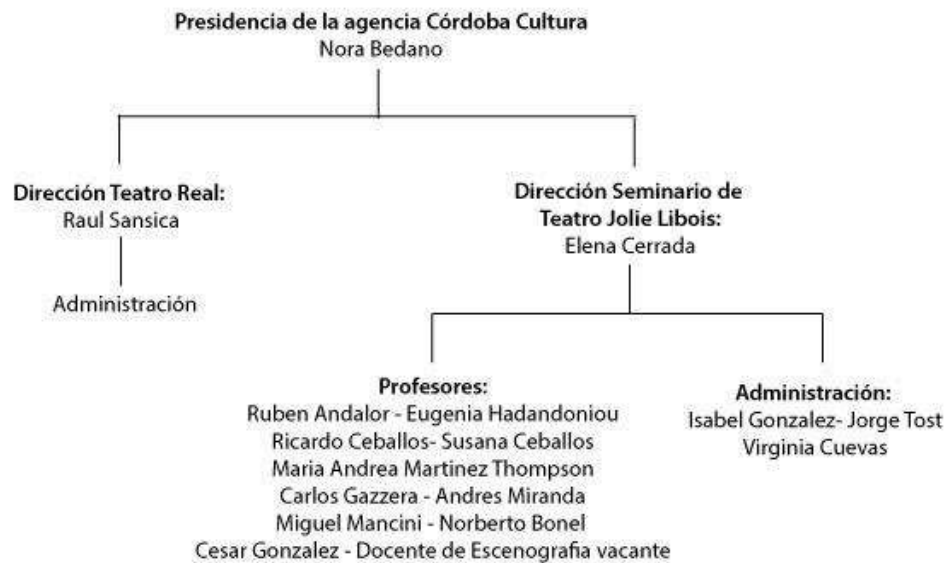 Presidencia de la agencia Córdoba Cultura
Nora Bedano
Dirección Teatro Real:
Raul Sansica
Administración
Dirección Seminario de
Teatro Jolie Libois:
Elena Cerrada
Profesores:
Ruben Andalor - Eugenia Hadandoniou
Ricardo Ceballos- Susana Ceballos
Maria Andrea Martinez Thompson
Carlos Gazzera - Andres Miranda
Miguel Mancini - Norberto Bonel
Cesar Gonzalez - Docente de Escenografia vacante
Administración:
Isabel Gonzalez- Jorge Tost
Virginia Cuevas